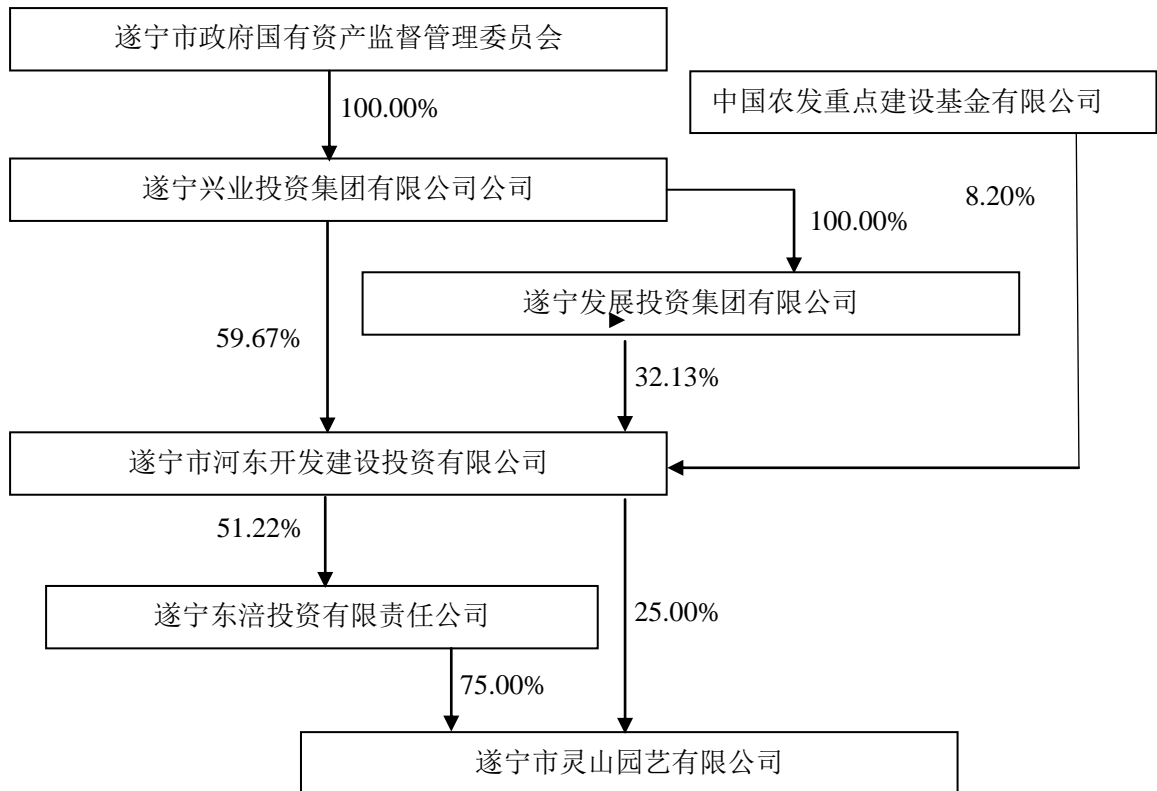 遂宁市政府国有资产监督管理委员会
中国农发重点建设基金有限公司
100.00%
遂宁兴业投资集团有限公司公司
8.20%
100.00%
遂宁发展投资集团有限公司
59.67%
32.13%
遂宁市河东开发建设投资有限公司
51.22%
遂宁东涪投资有限责任公司
25.00%
75.00%
遂宁市灵山园艺有限公司